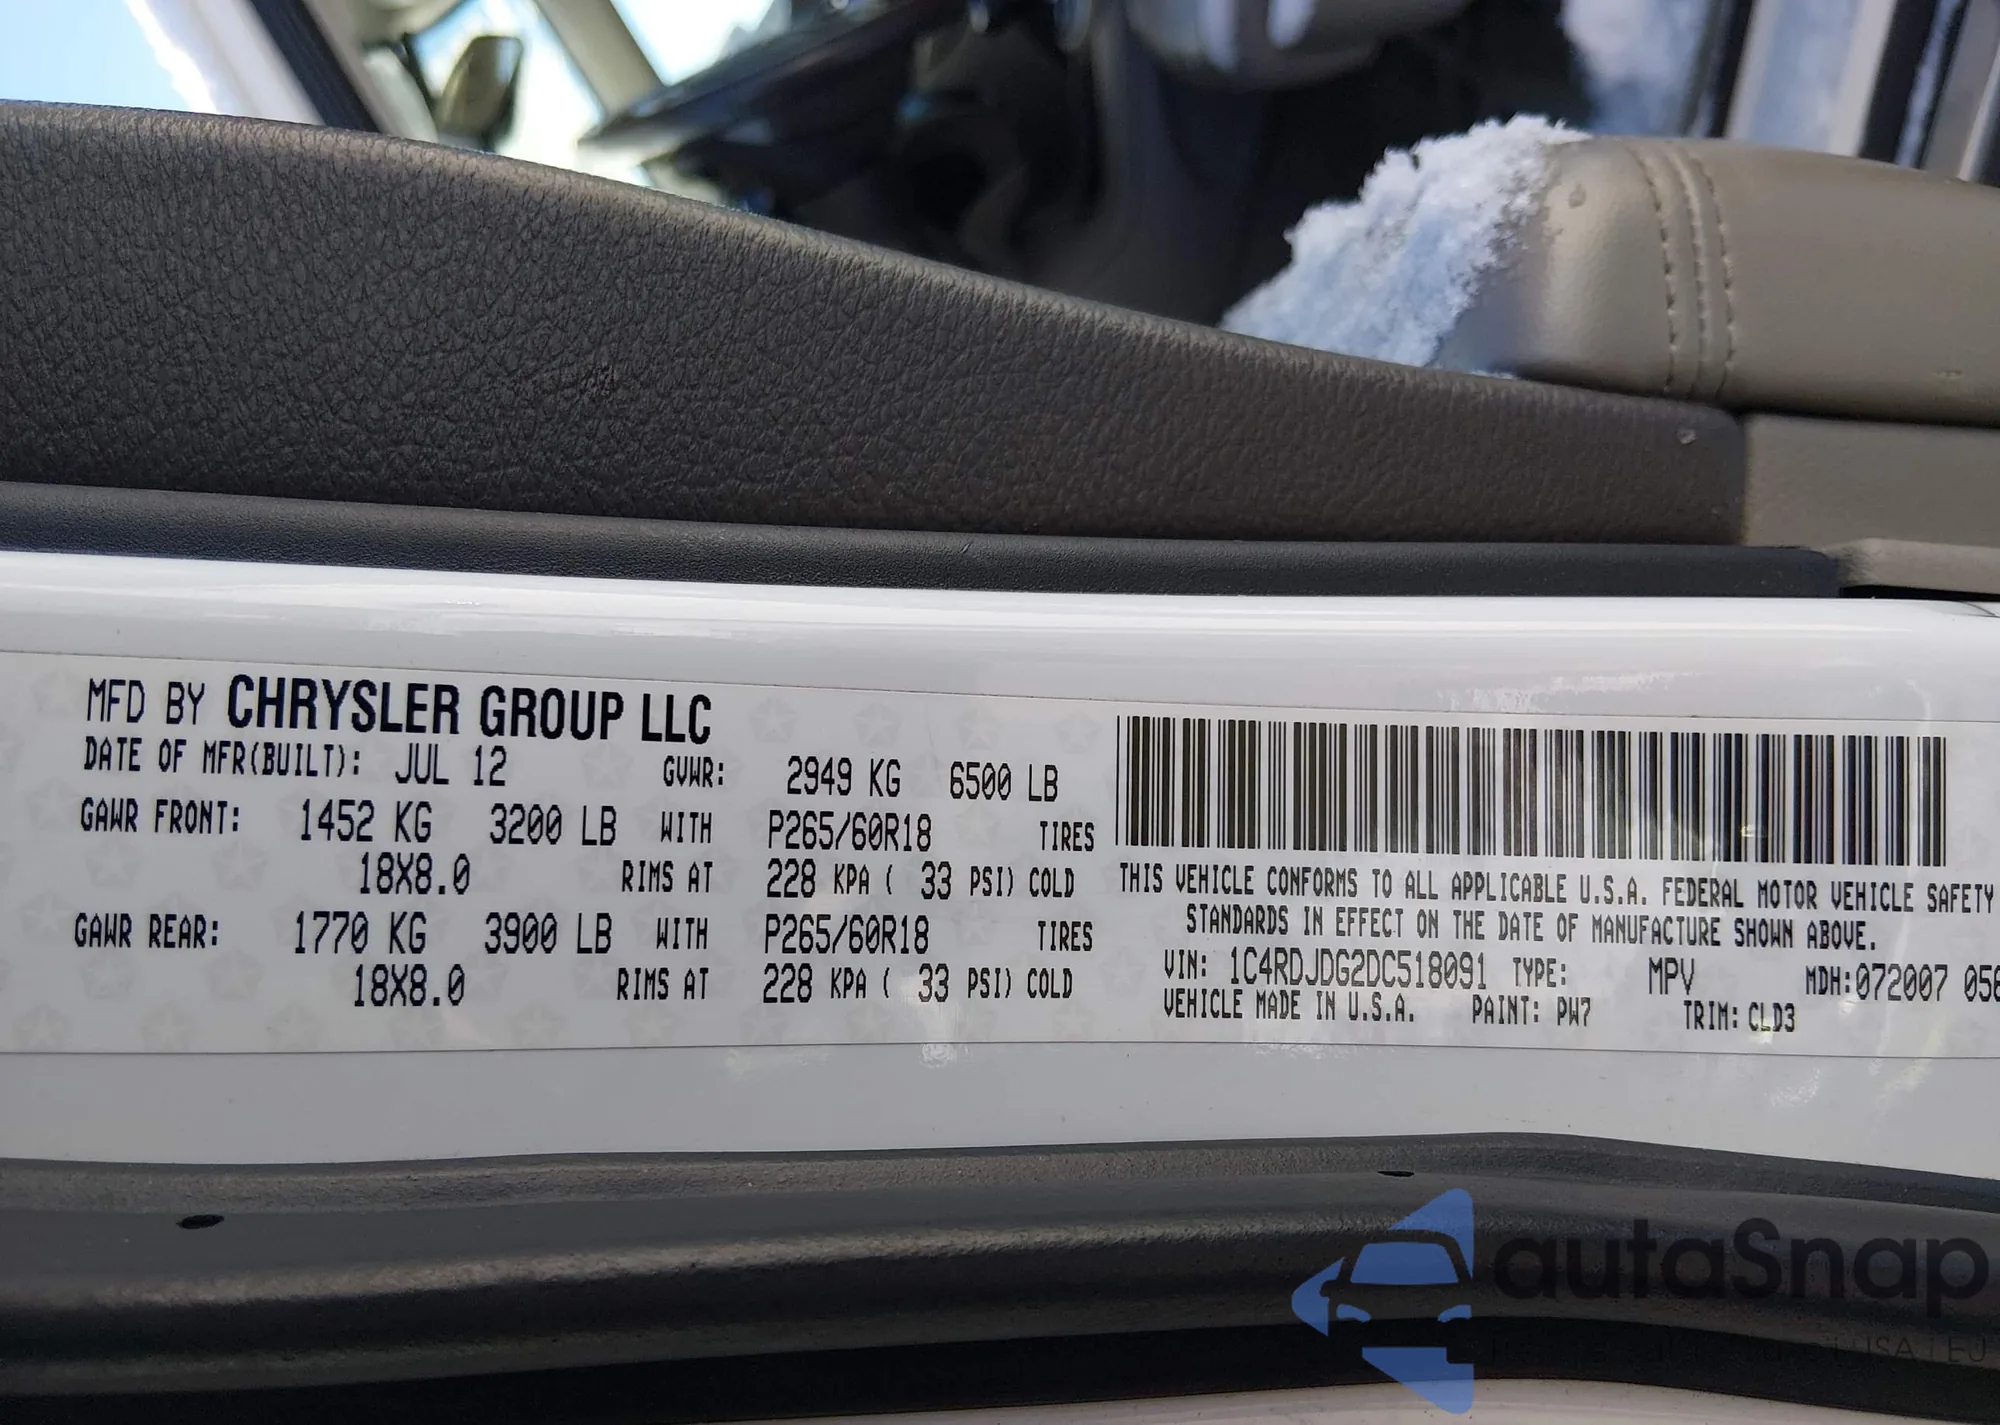 MFD BY CHRYSLER GROUP LLC
DATE OF MFR(BUILT): JUL 12 GVWR: 2949 KG 6500 LB
GAWR FRONT: 1452 KG 3200 LB WITH P265/60R18 TIRES
18X8.0 RIMS AT 228 KPA ( 33 PSI) COLD
GAWR REAR: 1770 KG 3900 LB WITH P265/60R18 TIRES
18X8.0 RIMS AT 228 KPA ( 33 PSI) COLD
THIS VEHICLE CONFORMS TO ALL APPLICABLE U.S.A. FEDERAL MOTOR VEHICLE SAFETY
STANDARDS IN EFFECT ON THE DATE OF MANUFACTURE SHOWN ABOVE.
VIN: 1C4RDJDG2DC518091 TYPE: MPV MDH:072007 058
VEHICLE MADE IN U.S.A. PAINT: PW7 TRIM: CLD3
autaSnap
USA i EU